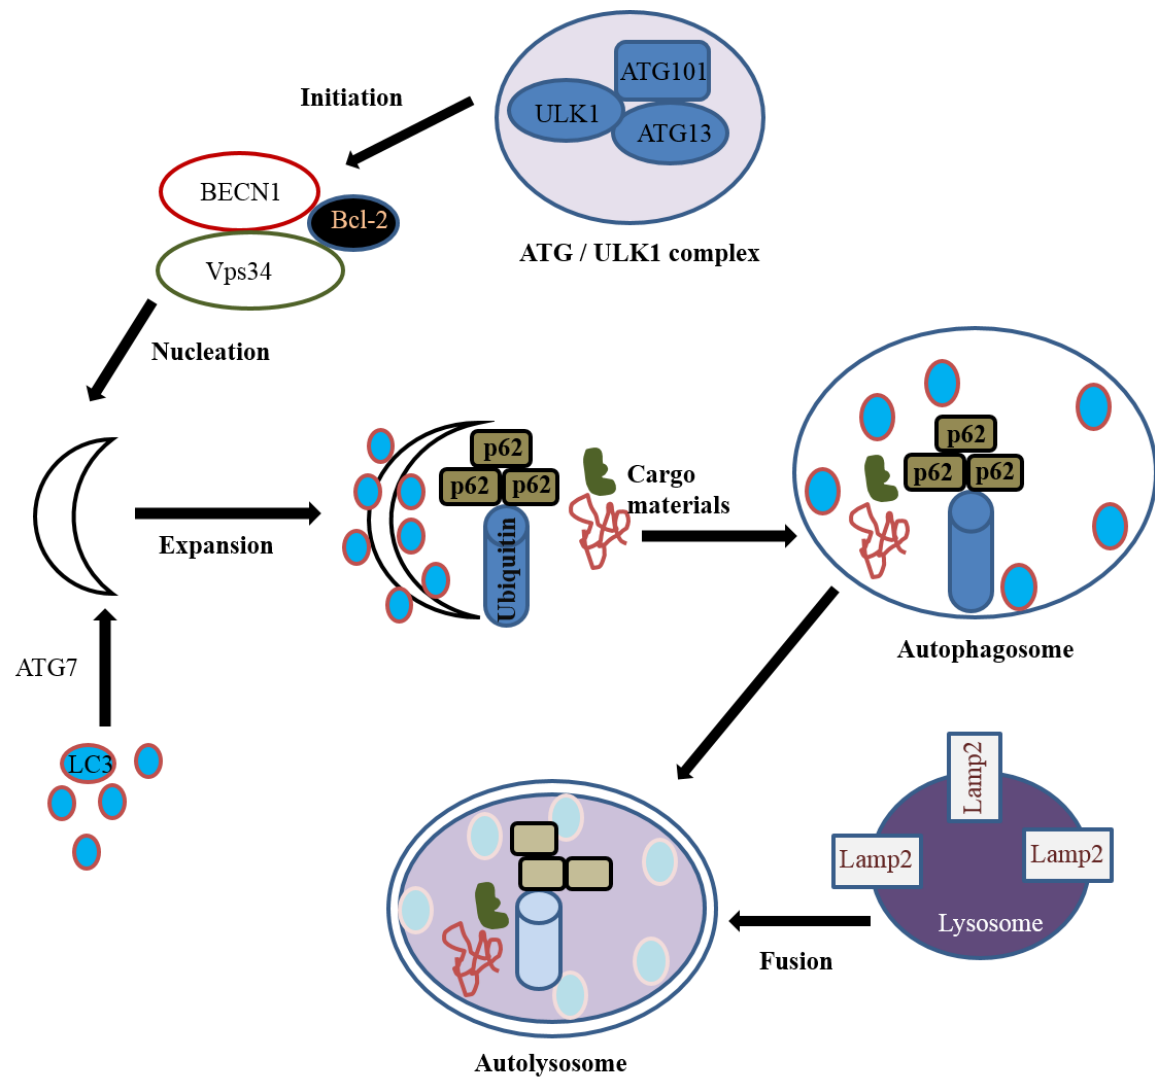 ATG101
Initiation
ULK1
ATG13
BECN1
Bcl-2
ATG / ULK1 complex
Vps34
Nucleation
p62
p62
p62
Cargo
materials
Ubiquitin
Expansion
p62
p62
p62
Autophagosome
ATG7
LC3
Lamp2
Lamp2
Lamp2
Lysosome
Fusion
Autolysosome